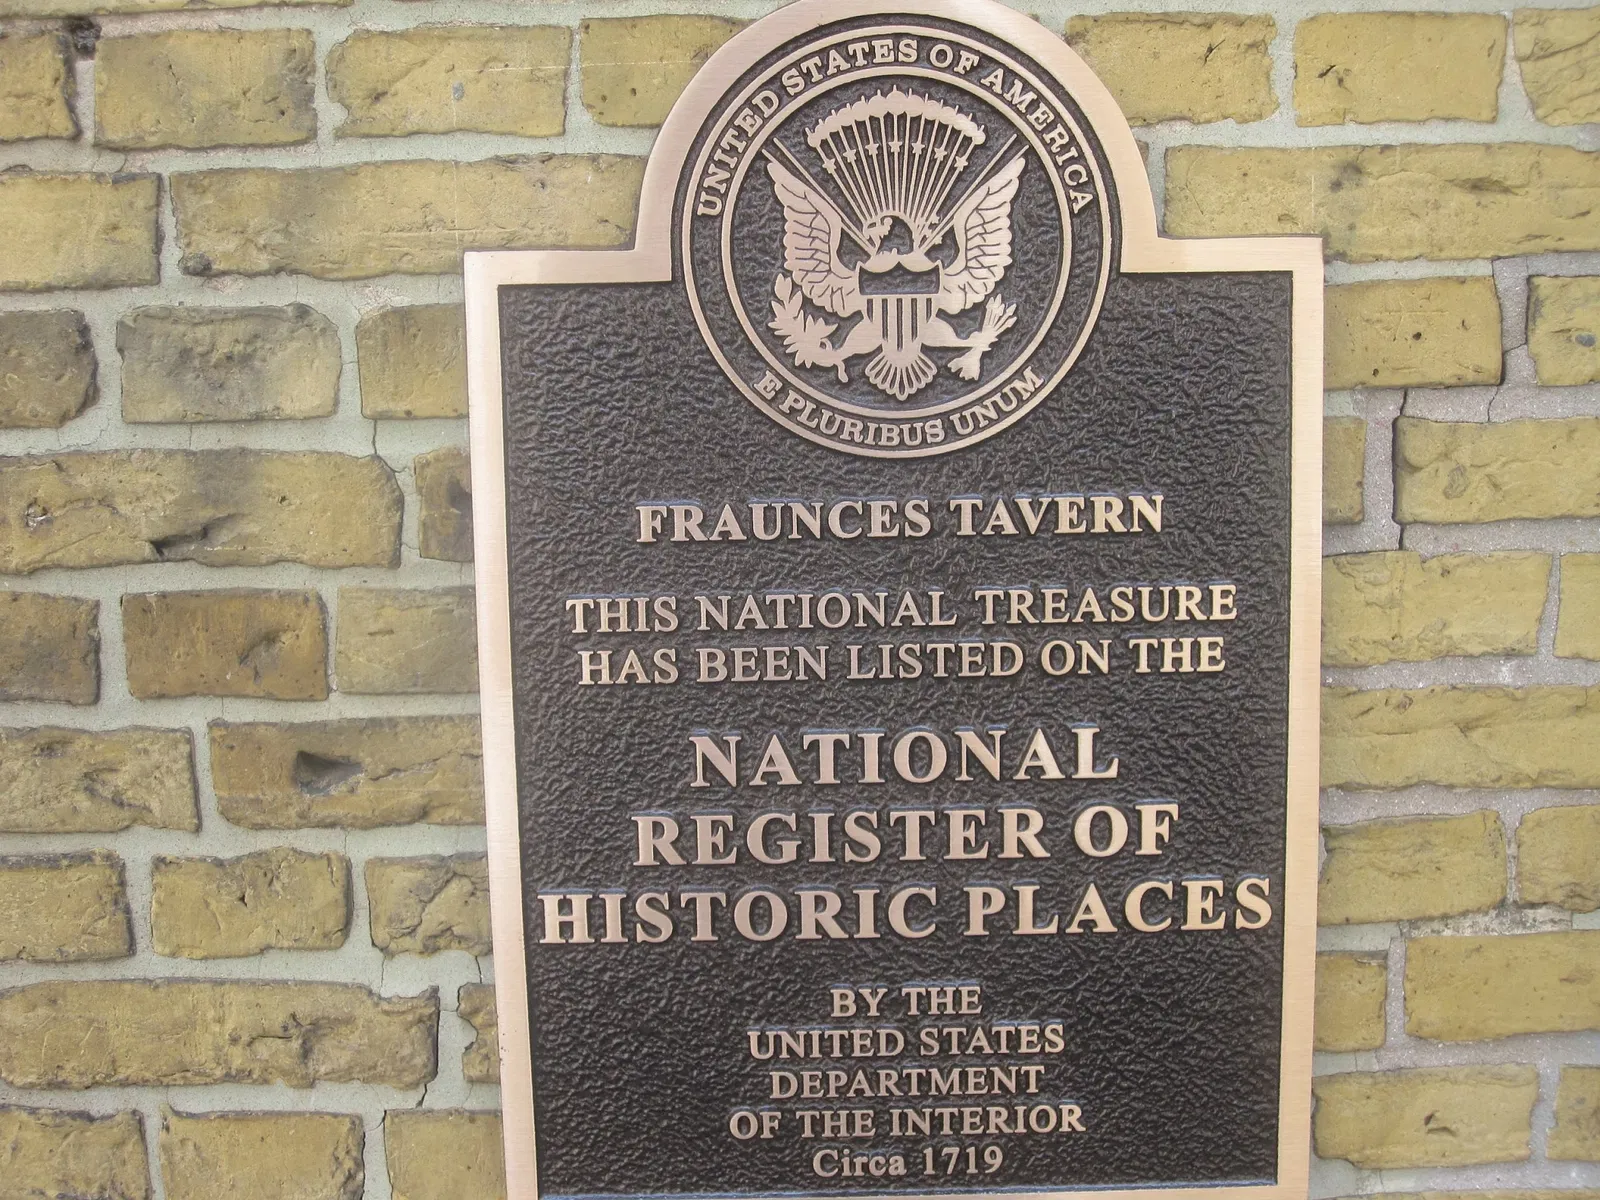 UNITED STATES OF AMERICA
E PLURIBUS UNUM
FRAUNCES TAVERN
THIS NATIONAL TREASURE
HAS BEEN LISTED ON THE
NATIONAL
REGISTER OF
HISTORIC PLACES
BY THE
UNITED STATES
DEPARTMENT
OF THE INTERIOR
Circa 1719